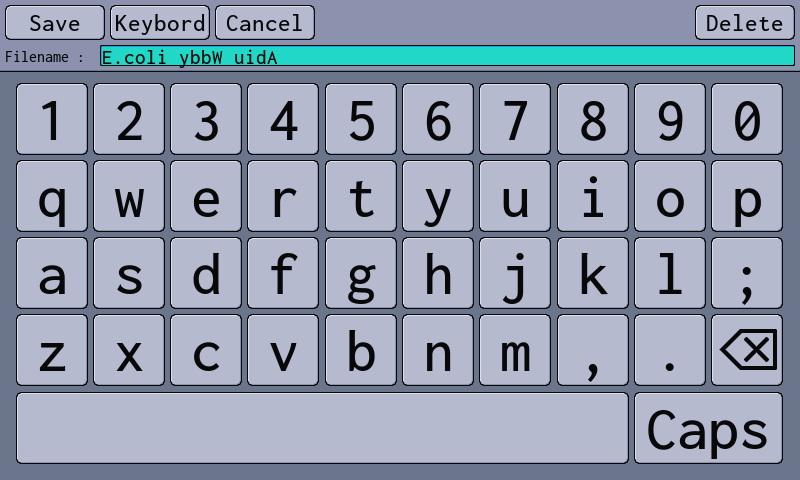 Save Keybord Cancel Delete
Filename : E.coli ybbW uidA
1 2 3 4 5 6 7 8 9 0
q w e r t y u i o p
a s d f g h j k l ;
z x c v b n m , .
Caps